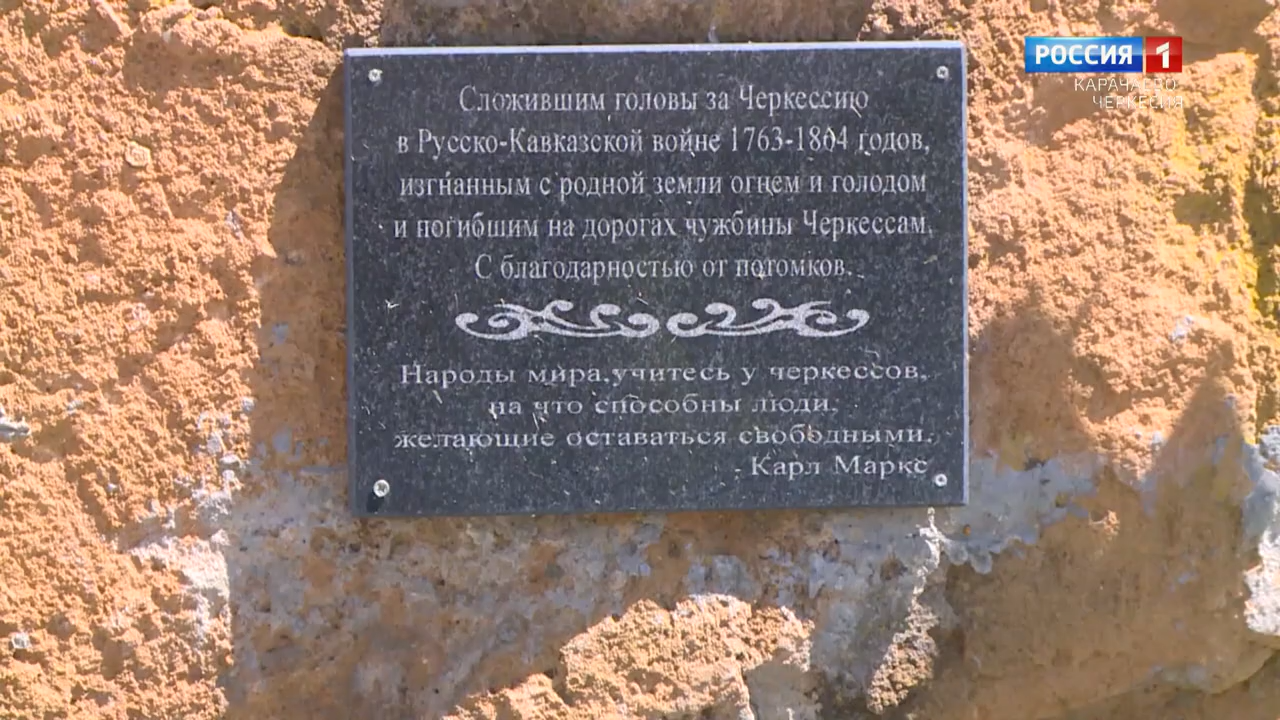 РОССИЯ 1
КАРАЧАЕВО
ЧЕРКЕСИЯ
Сложившим головы за Черкессию
в Русско-Кавказской войне 1763-1864 годов,
изгнанным с родной земли огнем и голодом
и погибшим на дорогах чужбины Черкессам.
С благодарностью от потомков.
Народы мира,учитесь у черкессов,
на что способны люди,
желающие оставаться свободными.
- Карл Маркс